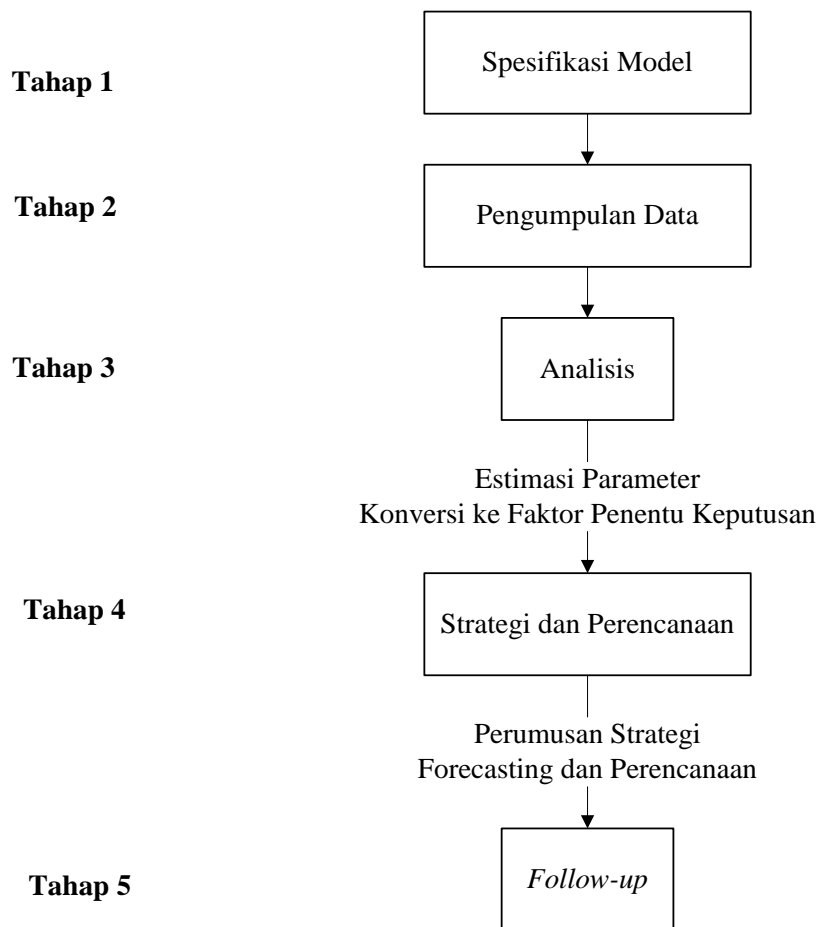 Tahap 1
Spesifikasi Model
Tahap 2
Pengumpulan Data
Tahap 3
Analisis
Estimasi Parameter
Konversi ke Faktor Penentu Keputusan
Tahap 4
Strategi dan Perencanaan
Perumusan Strategi
Forecasting dan Perencanaan
Tahap 5
Follow-up